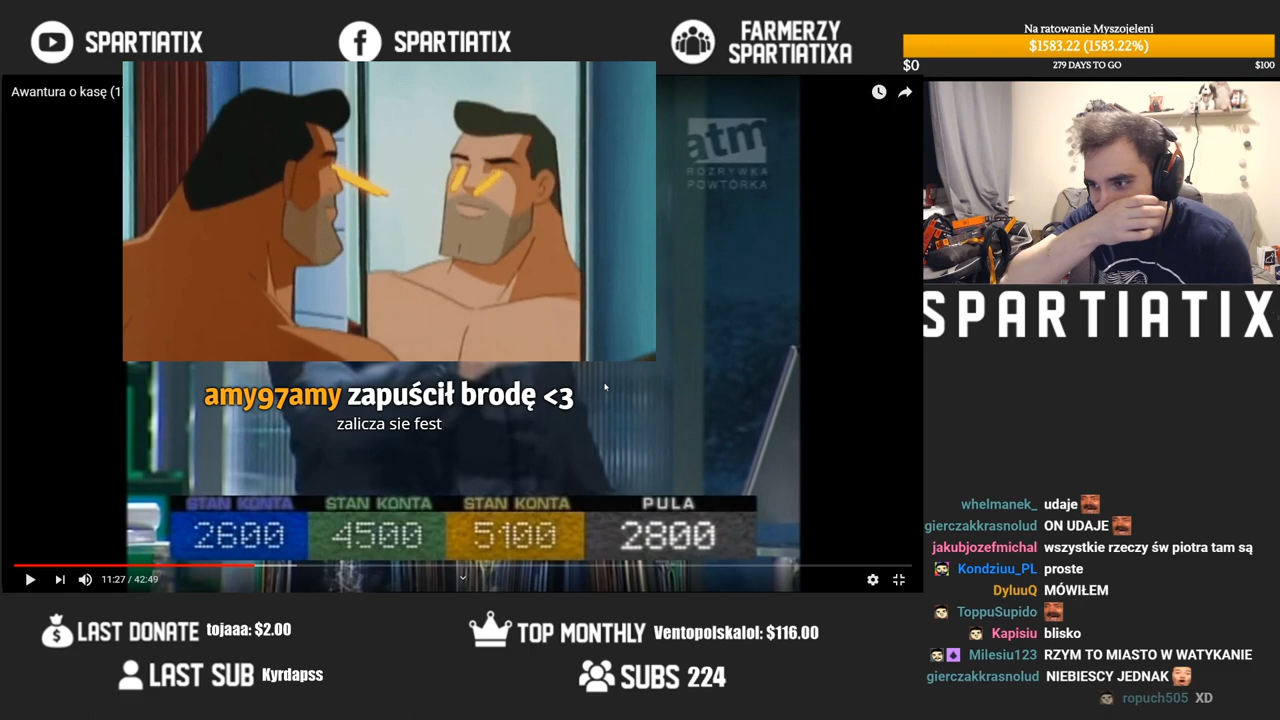 SPARTIATIX
SPARTIATIX
FARMERZY
SPARTIATIXA
Na ratowanie Myszojeleni
$1583.22 (1583.22%)
$0
279 DAYS TO GO
$100
Awantura o kasę (1
atm
ROZRYWKA
POWTÓRKA
amy97amy zapuścił brodę <3
zalicza sie fest
STAN KONTA STAN KONTA STAN KONTA PULA
2600 4500 5100 2800
11:27 / 42:49
SPARTIATIX
whelmanek_ udaje
gierczakkrasnolud ON UDAJE
jakubjozefmichal wszystkie rzeczy św piotra tam są
Kondziuu_PL proste
DyluuQ MÓWIŁEM
ToppuSupido
Kapisiu blisko
Milesiu123 RZYM TO MIASTO W WATYKANIE
gierczakkrasnolud NIEBIESCY JEDNAK
ropuch505 XD
LAST DONATE tojaaa: $2.00
TOP MONTHLY Ventopolskalol: $116.00
LAST SUB Kyrdapss
SUBS 224